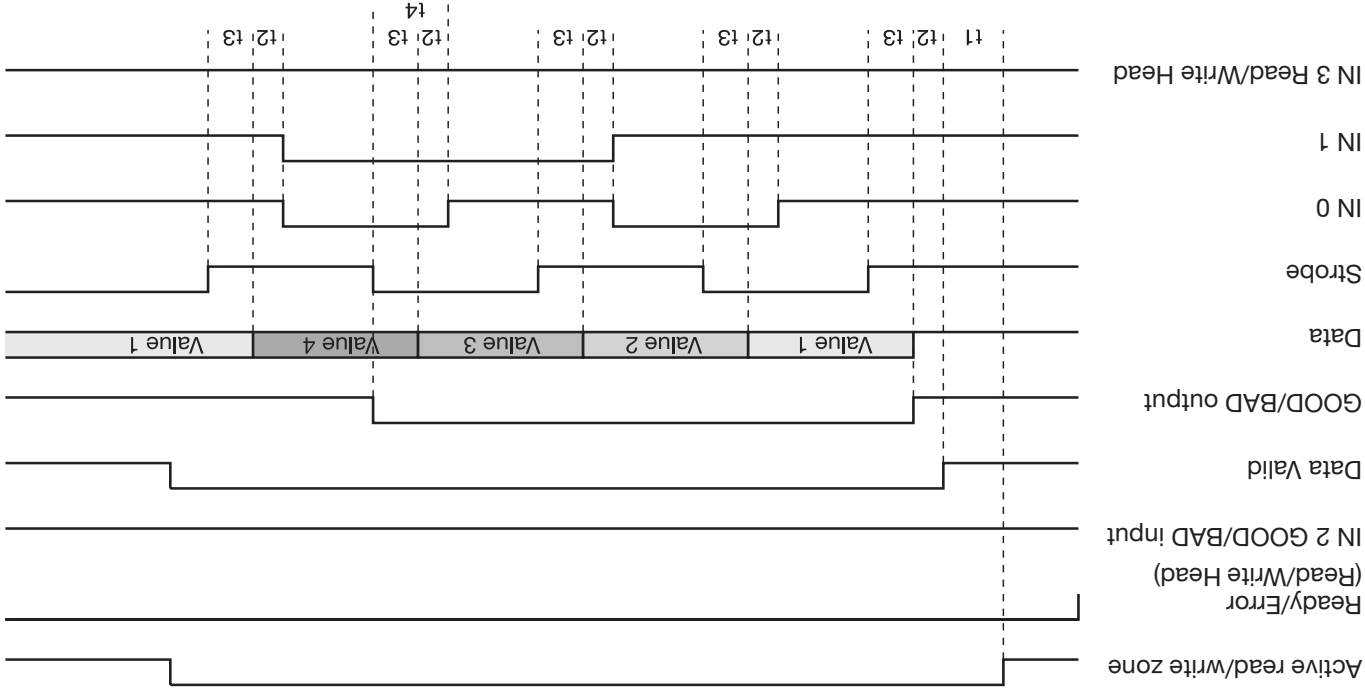 Active read/write zone
Ready/Error
(Read/Write Head)
IN 2 GOOD/BAD input
Data Valid
GOOD/BAD output
Data Value 1 Value 2 Value 3 Value 4 Value 1
Strobe
IN 0
IN 1
IN 3 Read/Write Head
t1 t2 t3 t2 t3 t2 t3 t2 t3 t2 t3
t4